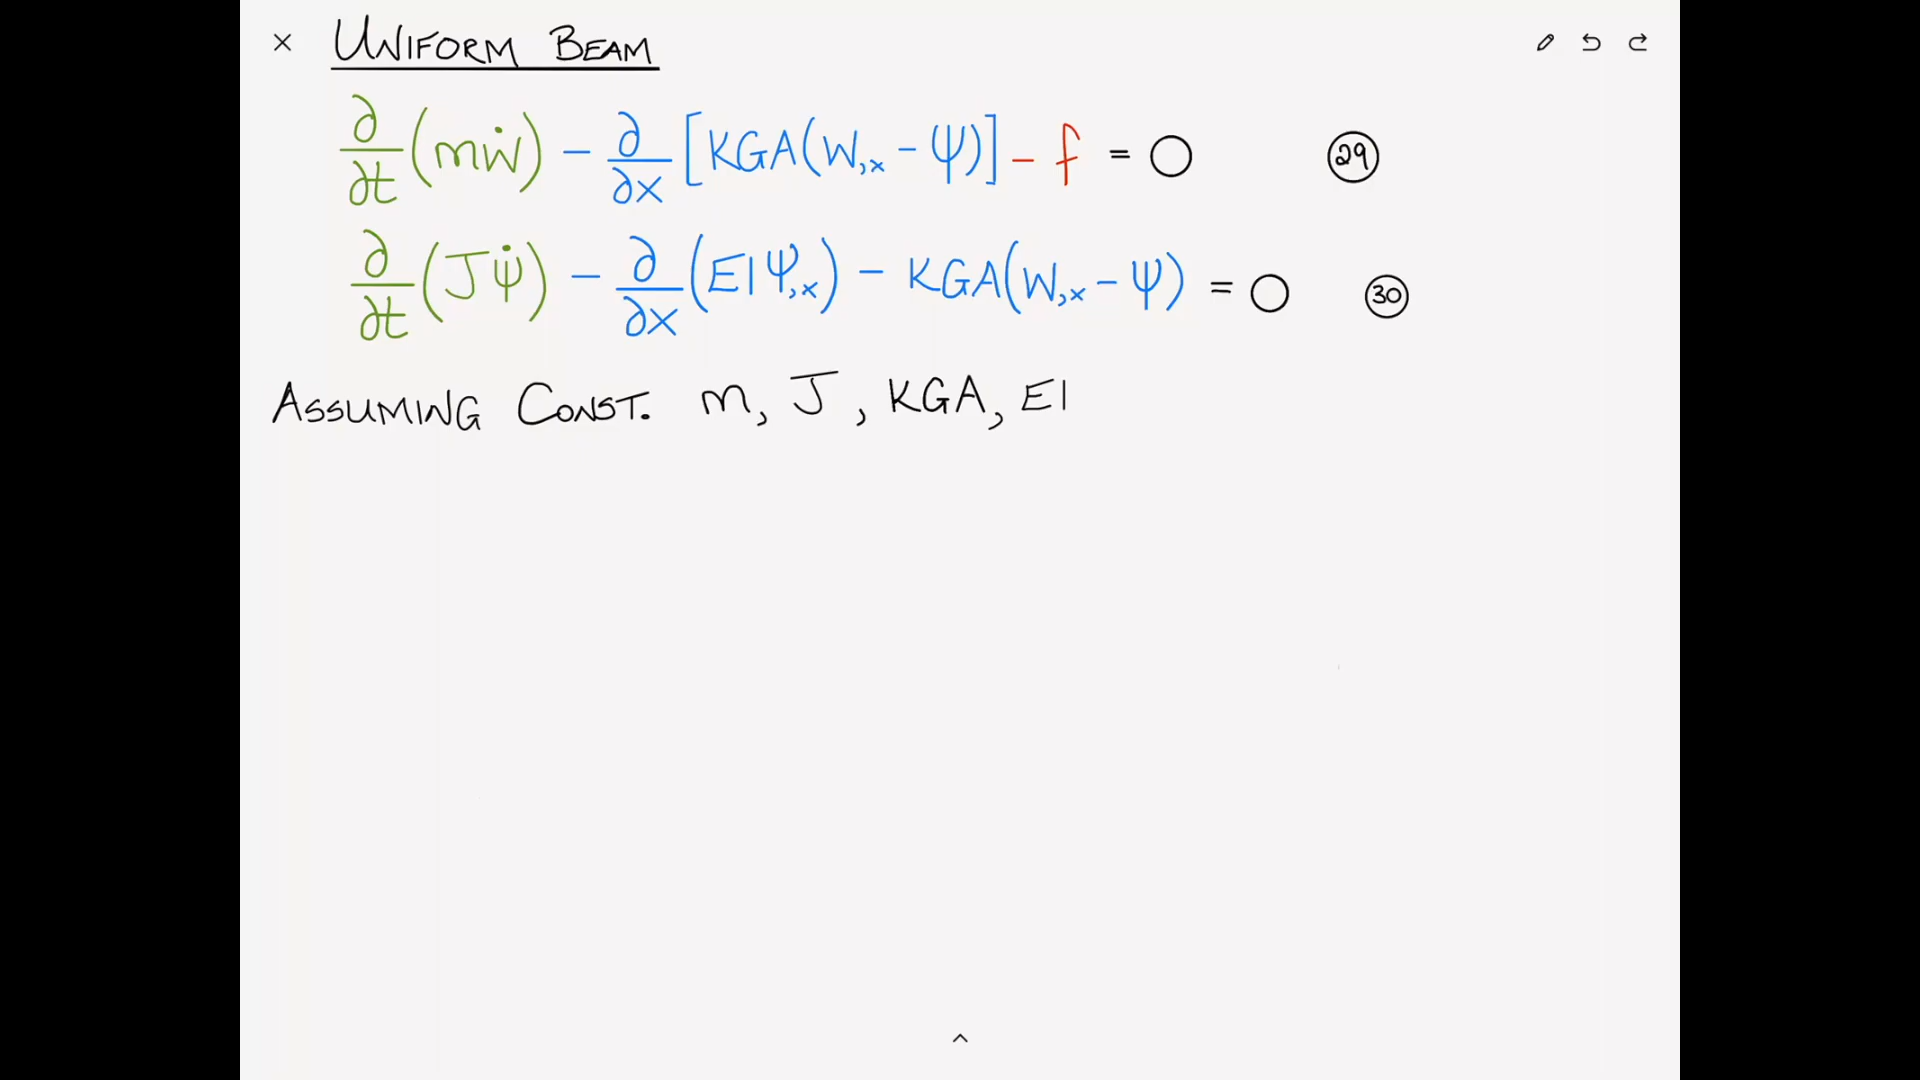 UNIFORM BEAM
∂/∂t (mẇ) − ∂/∂x [KGA(w,x − ψ)] − f = 0 (29)
∂/∂t (Jψ̇) − ∂/∂x (EIψ,x) − KGA(w,x − ψ) = 0 (30)
ASSUMING CONST. m, J, KGA, EI